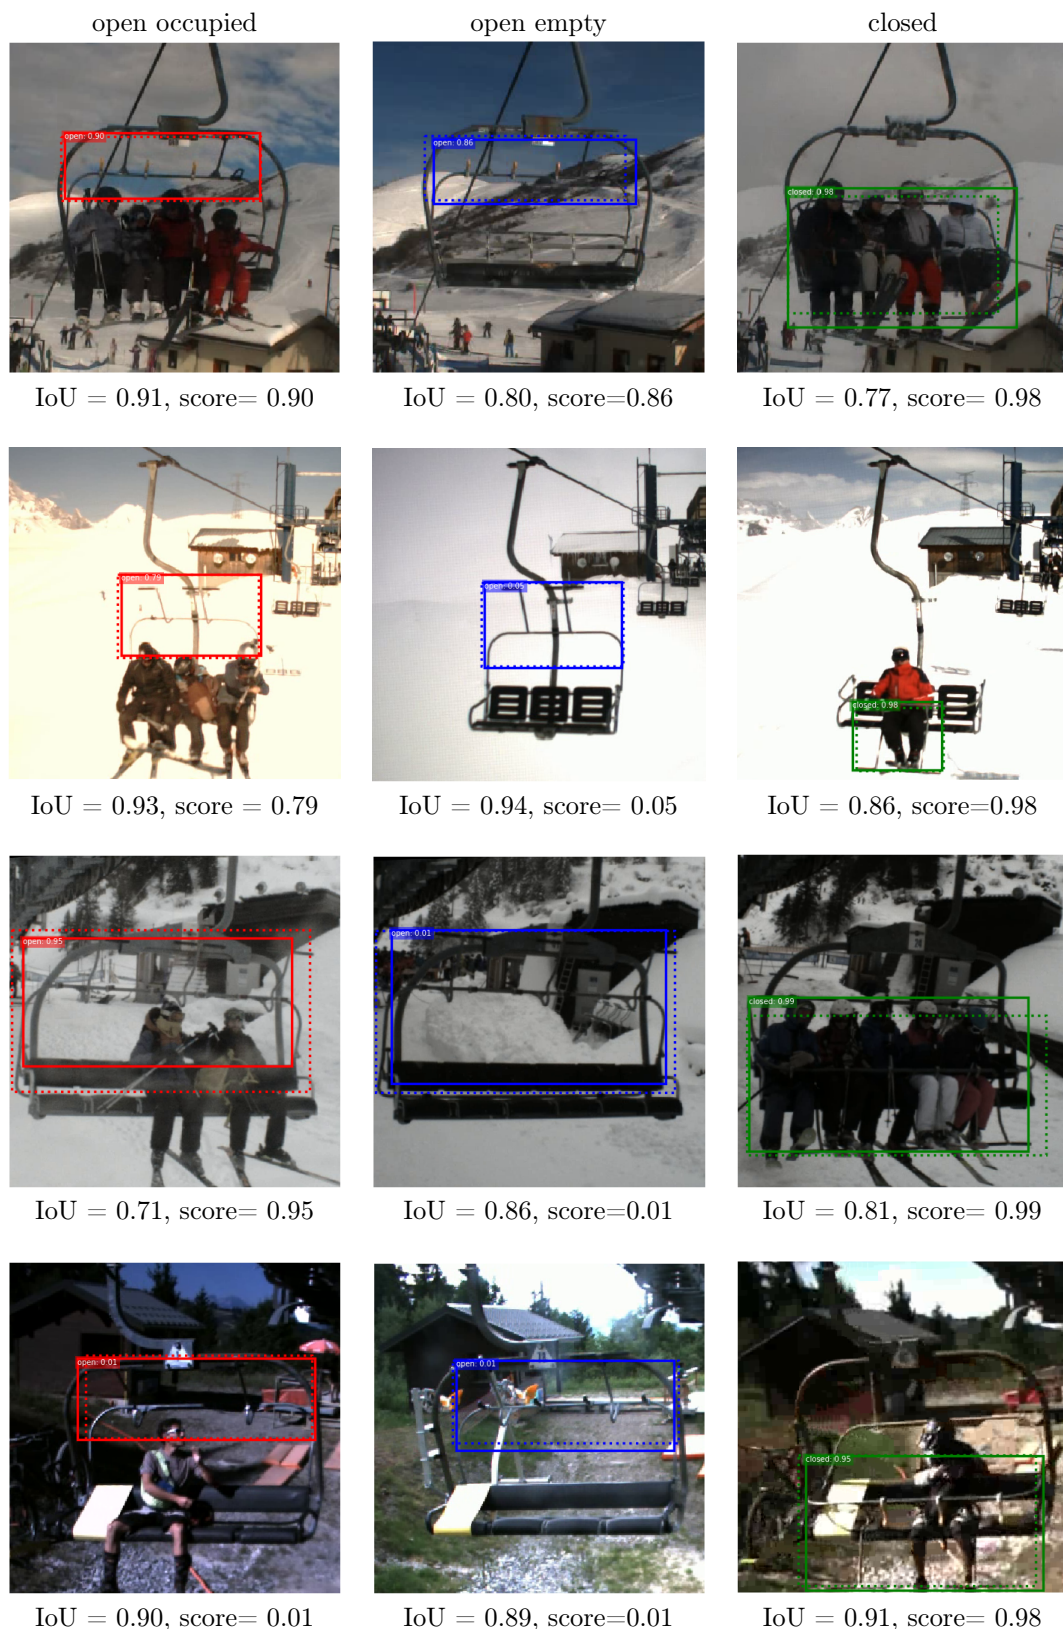 open occupied
open empty
closed
open: 0.90
open: 0.86
closed: 0.98
IoU = 0.91, score= 0.90
IoU = 0.80, score=0.86
IoU = 0.77, score= 0.98
open: 0.79
open: 0.05
closed: 0.98
IoU = 0.93, score = 0.79
IoU = 0.94, score= 0.05
IoU = 0.86, score=0.98
open: 0.95
open: 0.01
closed: 0.99
IoU = 0.71, score= 0.95
IoU = 0.86, score=0.01
IoU = 0.81, score= 0.99
open: 0.01
open: 0.01
closed: 0.95
IoU = 0.90, score= 0.01
IoU = 0.89, score=0.01
IoU = 0.91, score= 0.98